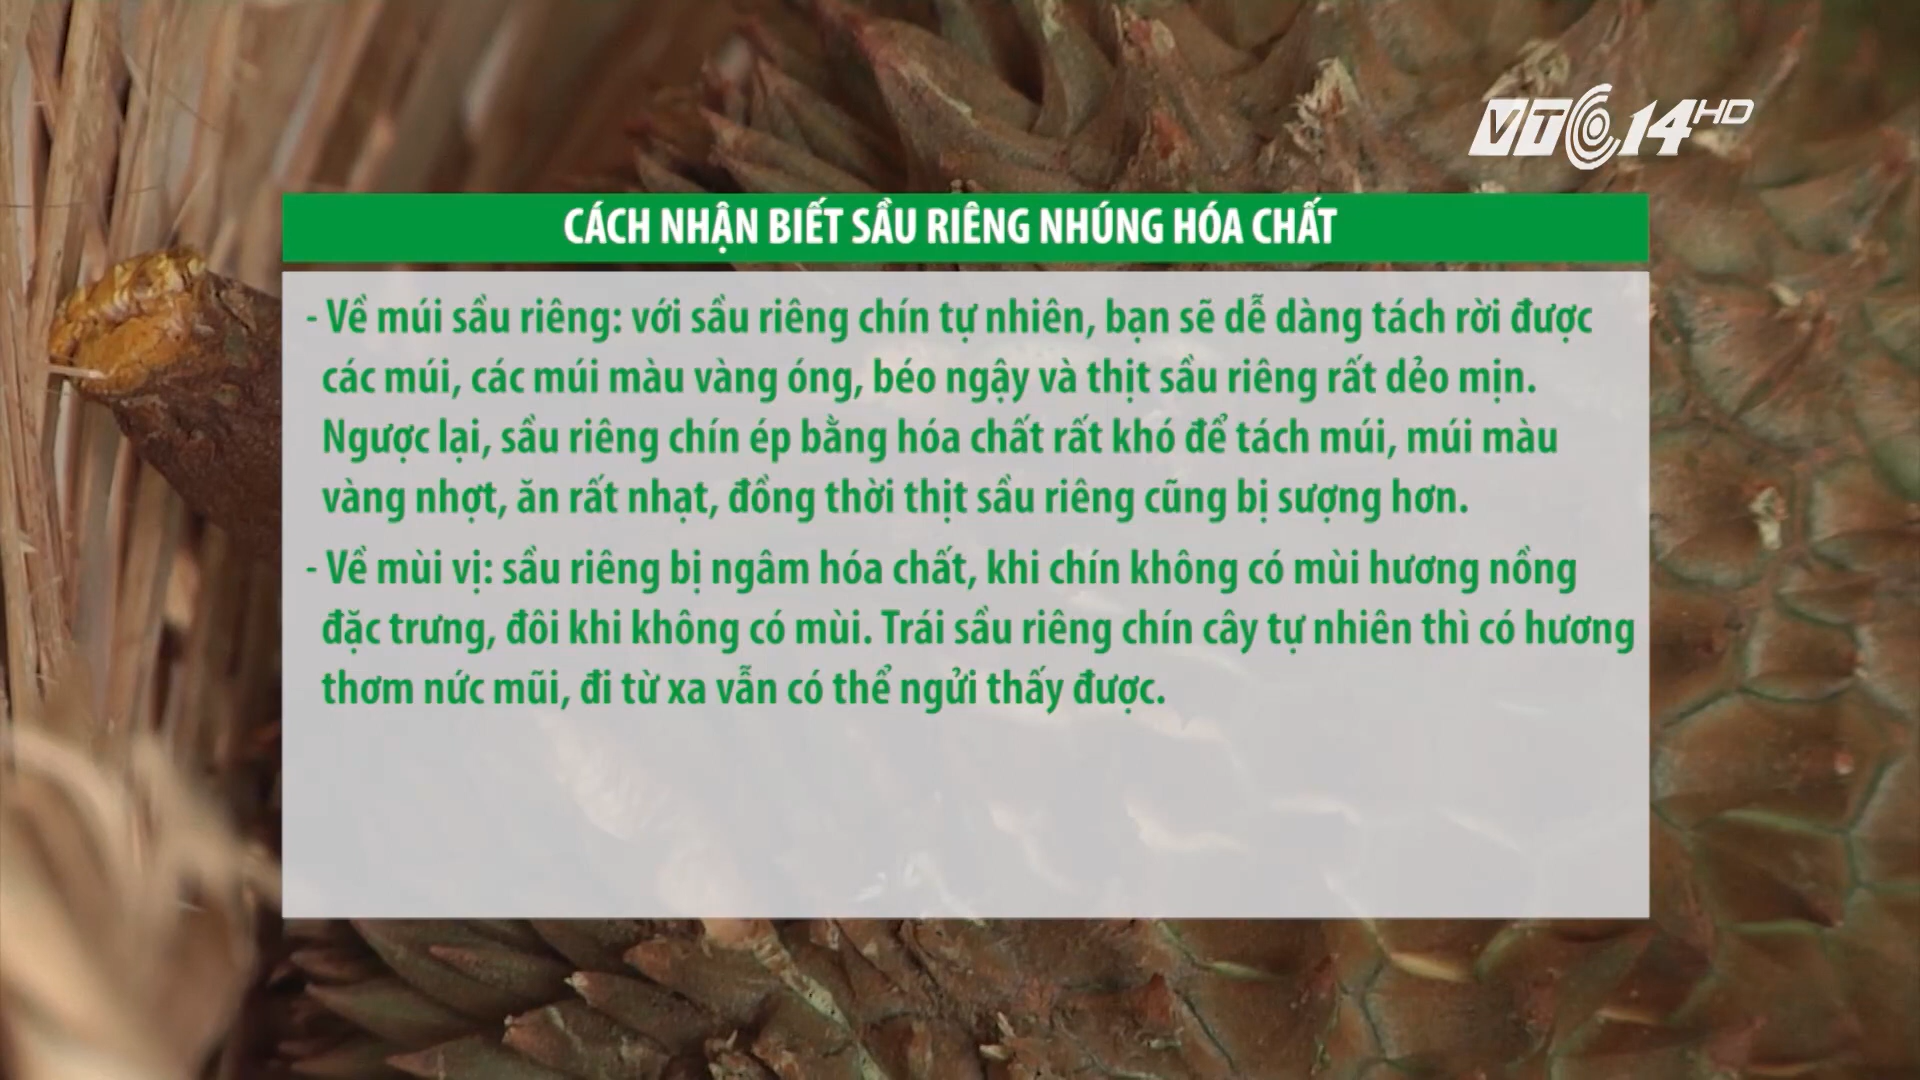 VTC14HD
CÁCH NHẬN BIẾT SẦU RIÊNG NHÚNG HÓA CHẤT
- Về múi sầu riêng: với sầu riêng chín tự nhiên, bạn sẽ dễ dàng tách rời được
các múi, các múi màu vàng óng, béo ngậy và thịt sầu riêng rất dẻo mịn.
Ngược lại, sầu riêng chín ép bằng hóa chất rất khó để tách múi, múi màu
vàng nhợt, ăn rất nhạt, đồng thời thịt sầu riêng cũng bị sượng hơn.
- Về mùi vị: sầu riêng bị ngâm hóa chất, khi chín không có mùi hương nồng
đặc trưng, đôi khi không có mùi. Trái sầu riêng chín cây tự nhiên thì có hương
thơm nức mũi, đi từ xa vẫn có thể ngửi thấy được.